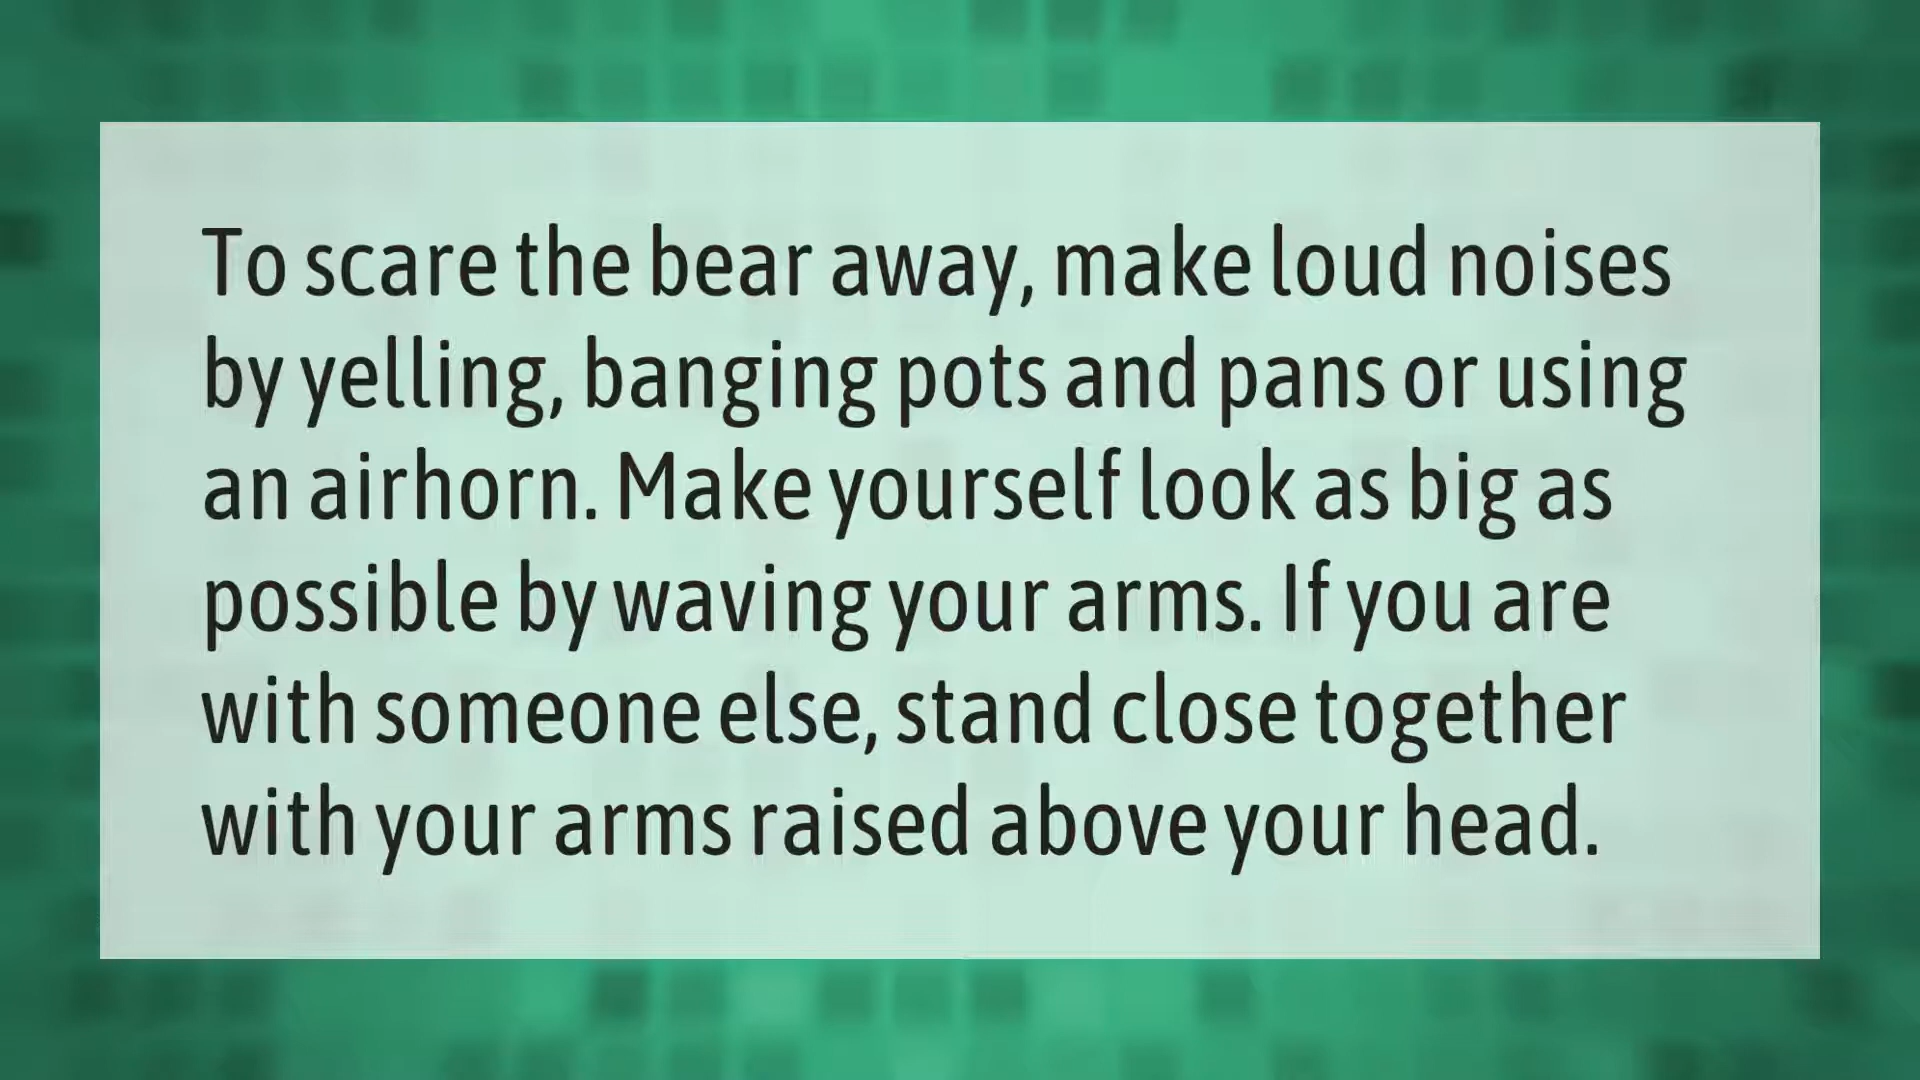 To scare the bear away, make loud noises
by yelling, banging pots and pans or using
an airhorn. Make yourself look as big as
possible by waving your arms. If you are
with someone else, stand close together
with your arms raised above your head.